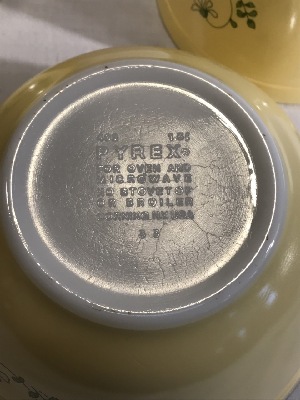 PYREX®
FOR OVEN AND
MICROWAVE
NO STOVETOP
OR BROILER
CORNING NY USA